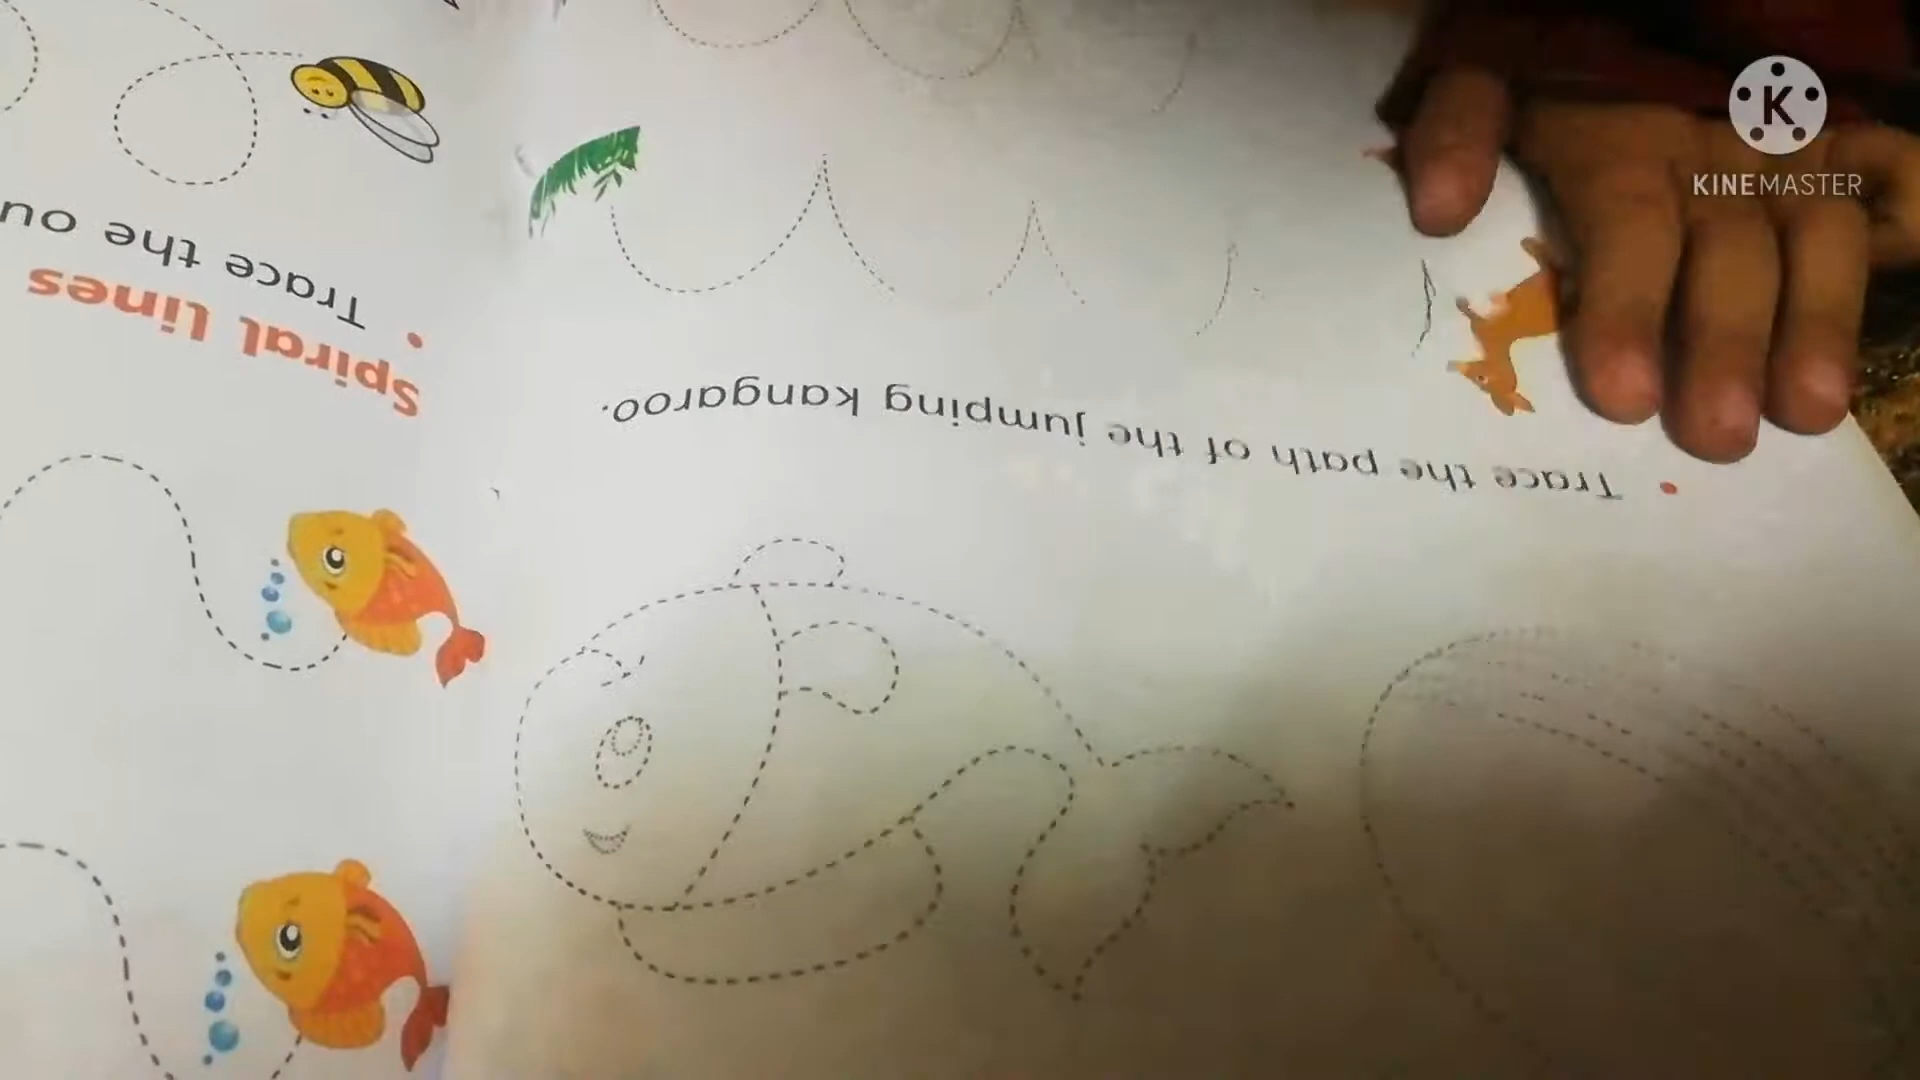 Trace the path of the jumping kangaroo.
Spiral Lines
Trace the ou
KINEMASTER